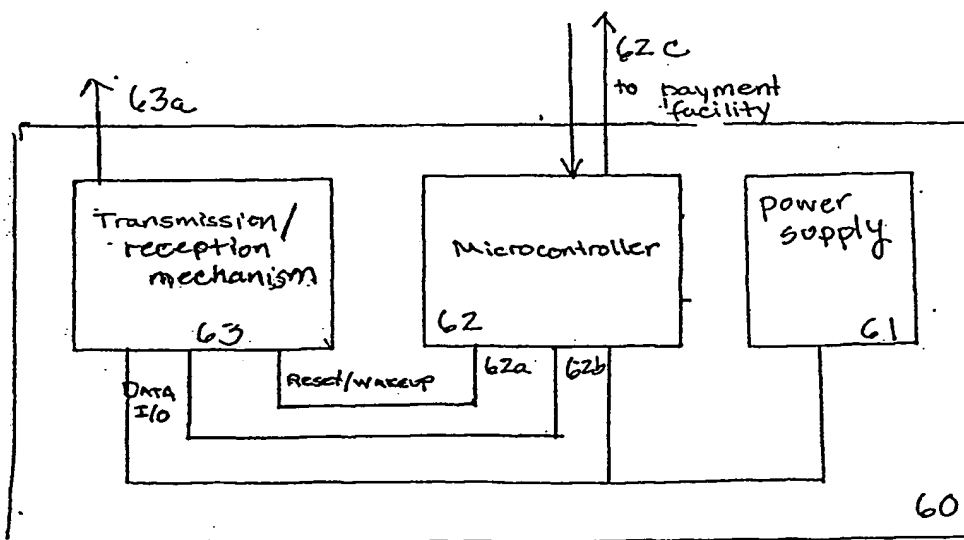 62c
to payment
facility
63a
Transmission/
reception
mechanism
63
Microcontroller
62
power
supply
61
62a
62b
Reset/WAKEUP
DATA
I/O
60